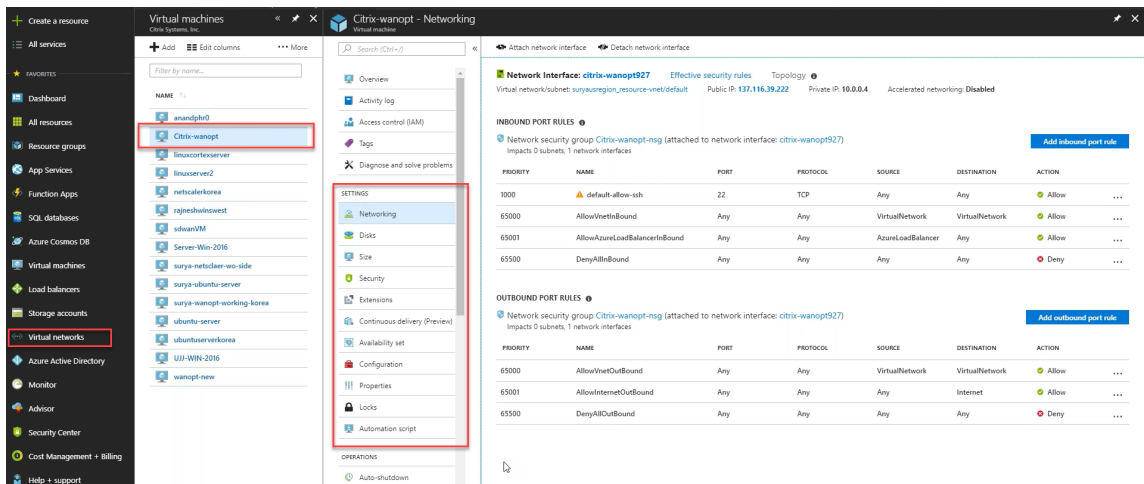 Create a resource
All services
FAVORITES
Dashboard
All resources
Resource groups
App Services
Function Apps
SQL databases
Azure Cosmos DB
Virtual machines
Load balancers
Storage accounts
Virtual networks
Azure Active Directory
Monitor
Advisor
Security Center
Cost Management + Billing
Help + support
Virtual machines
Citrix Systems, Inc.
Add Edit columns More
Filter by name...
NAME
anandphr0
Citrix-wanopt
linuxcortexserver
linuxserver2
netscalerkorea
rajneshwinswest
sdwanVM
Server-Win-2016
surya-netsclaer-wo-side
surya-ubuntu-server
surya-wanopt-working-korea
ubuntu-server
ubuntuserverkorea
UJJ-WIN-2016
wanopt-new
Citrix-wanopt - Networking
Virtual machine
Search (Ctrl+/)
Overview
Activity log
Access control (IAM)
Tags
Diagnose and solve problems
SETTINGS
Networking
Disks
Size
Security
Extensions
Continuous delivery (Preview)
Availability set
Configuration
Properties
Locks
Automation script
OPERATIONS
Auto-shutdown
Attach network interface Detach network interface
Network Interface: citrix-wanopt927 Effective security rules Topology
Virtual network/subnet: suryausregion_resource-vnet/default Public IP: 137.116.39.222 Private IP: 10.0.0.4 Accelerated networking: Disabled
INBOUND PORT RULES
Network security group Citrix-wanopt-nsg (attached to network interface: citrix-wanopt927)
Impacts 0 subnets, 1 network interfaces
Add inbound port rule
PRIORITY NAME PORT PROTOCOL SOURCE DESTINATION ACTION
1000 default-allow-ssh 22 TCP Any Any Allow ...
65000 AllowVnetInBound Any Any VirtualNetwork VirtualNetwork Allow ...
65001 AllowAzureLoadBalancerInBound Any Any AzureLoadBalancer Any Allow ...
65500 DenyAllInBound Any Any Any Any Deny ...
OUTBOUND PORT RULES
Network security group Citrix-wanopt-nsg (attached to network interface: citrix-wanopt927)
Impacts 0 subnets, 1 network interfaces
Add outbound port rule
PRIORITY NAME PORT PROTOCOL SOURCE DESTINATION ACTION
65000 AllowVnetOutBound Any Any VirtualNetwork VirtualNetwork Allow ...
65001 AllowInternetOutBound Any Any Any Internet Allow ...
65500 DenyAllOutBound Any Any Any Any Deny ...